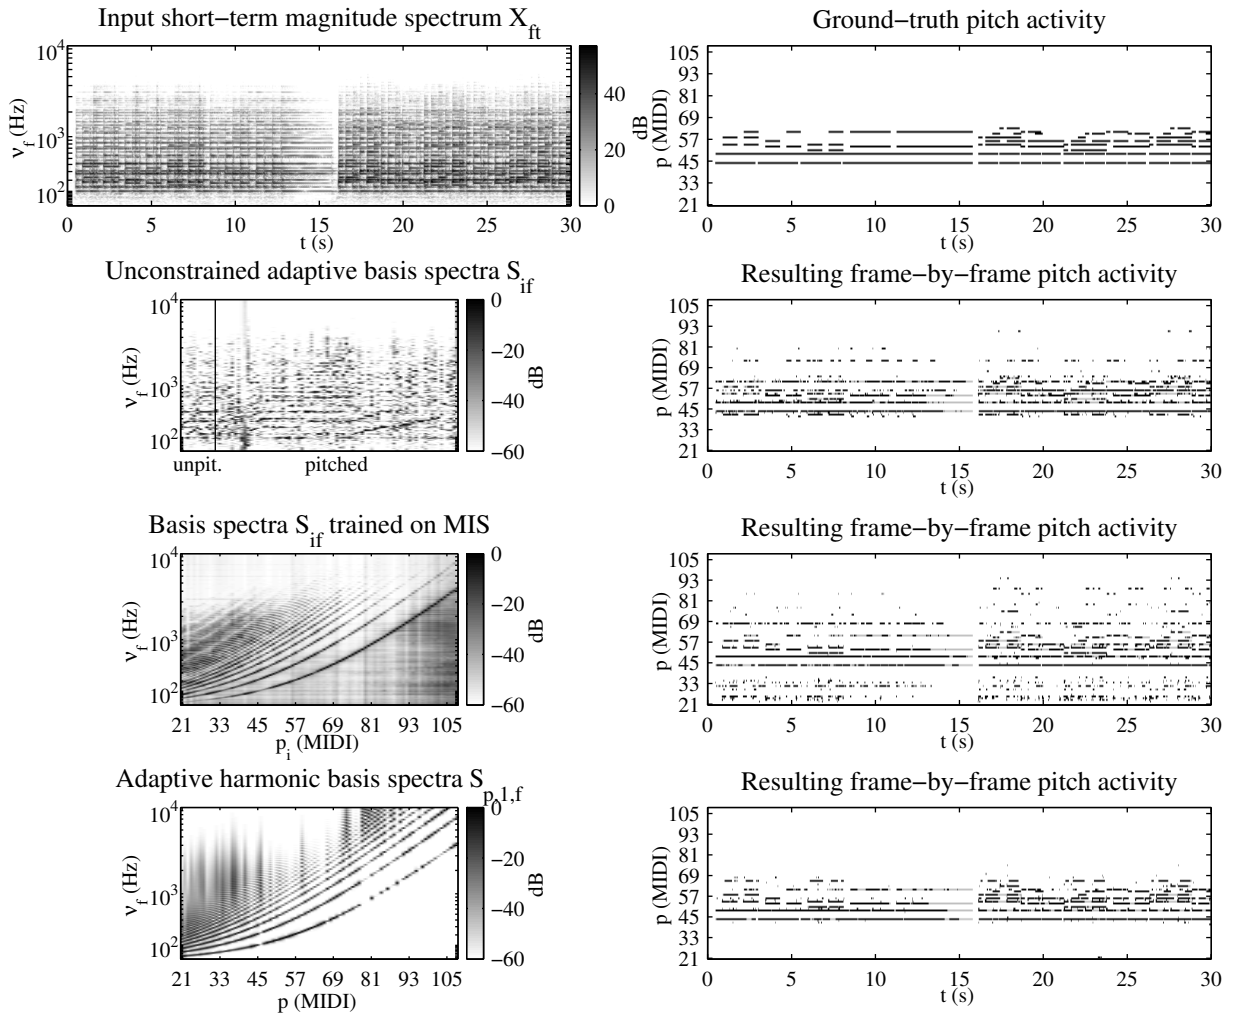 Input short−term magnitude spectrum X_ft
Ground−truth pitch activity
10^4
10^3
10^2
ν_f (Hz)
0 5 10 15 20 25 30
t (s)
40
20
0
dB
105
93
81
69
57
45
33
21
p (MIDI)
0 5 10 15 20 25 30
t (s)
Unconstrained adaptive basis spectra S_if
Resulting frame−by−frame pitch activity
10^4
10^3
10^2
ν_f (Hz)
unpit. pitched
0
−20
−40
−60
dB
105
93
81
69
57
45
33
21
p (MIDI)
0 5 10 15 20 25 30
t (s)
Basis spectra S_if trained on MIS
Resulting frame−by−frame pitch activity
10^4
10^3
10^2
ν_f (Hz)
21 33 45 57 69 81 93 105
p_i (MIDI)
0
−20
−40
−60
dB
105
93
81
69
57
45
33
21
p (MIDI)
0 5 10 15 20 25 30
t (s)
Adaptive harmonic basis spectra S_p,1,f
Resulting frame−by−frame pitch activity
10^4
10^3
10^2
ν_f (Hz)
21 33 45 57 69 81 93 105
p (MIDI)
0
−20
−40
−60
dB
105
93
81
69
57
45
33
21
p (MIDI)
0 5 10 15 20 25 30
t (s)